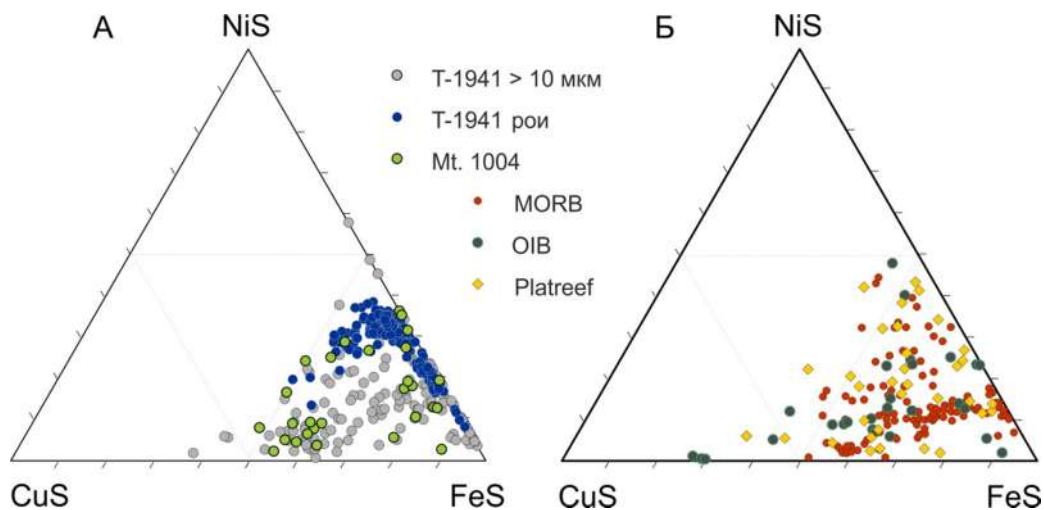 А
NiS
T-1941 > 10 мкм
T-1941 рои
Mt. 1004
CuS
FeS
Б
NiS
MORB
OIB
Platreef
CuS
FeS